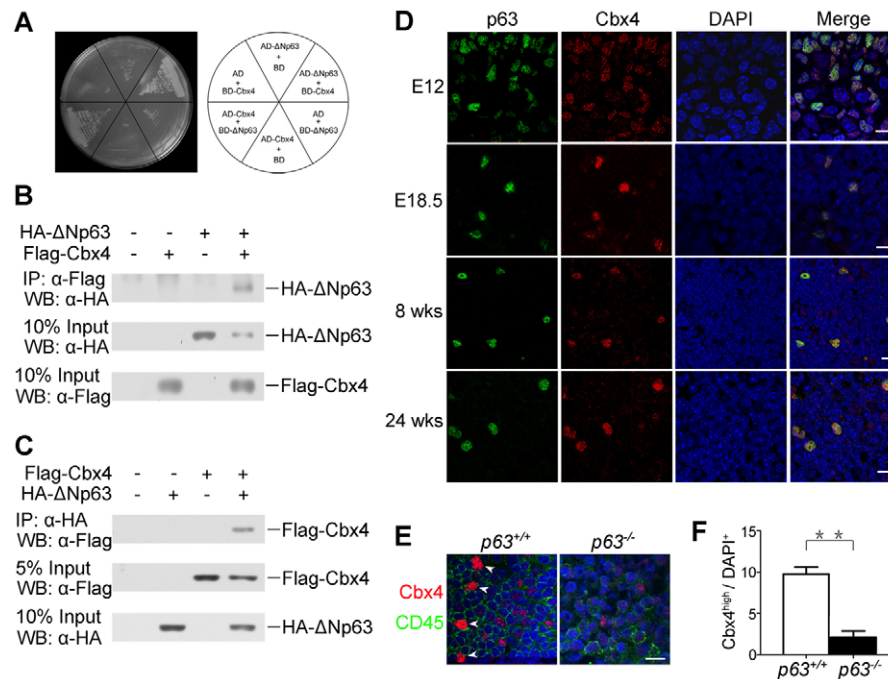 A
AD-ΔNp63
+
BD
AD
+
BD-Cbx4
AD-ΔNp63
+
BD-Cbx4
AD-Cbx4
+
BD-ΔNp63
AD
+
BD-ΔNp63
AD-Cbx4
+
BD
B
HA-ΔNp63 - - + +
Flag-Cbx4 - + - +
IP: α-Flag
WB: α-HA
HA-ΔNp63
10% Input
WB: α-HA
HA-ΔNp63
10% Input
WB: α-Flag
Flag-Cbx4
C
Flag-Cbx4 - - + +
HA-ΔNp63 - + - +
IP: α-HA
WB: α-Flag
Flag-Cbx4
5% Input
WB: α-Flag
Flag-Cbx4
10% Input
WB: α-HA
HA-ΔNp63
D
p63 Cbx4 DAPI Merge
E12
E18.5
8 wks
24 wks
E
p63+/+ p63-/-
Cbx4
CD45
F
* *
Cbx4high / DAPI+
15
10
5
0
p63+/+ p63-/-